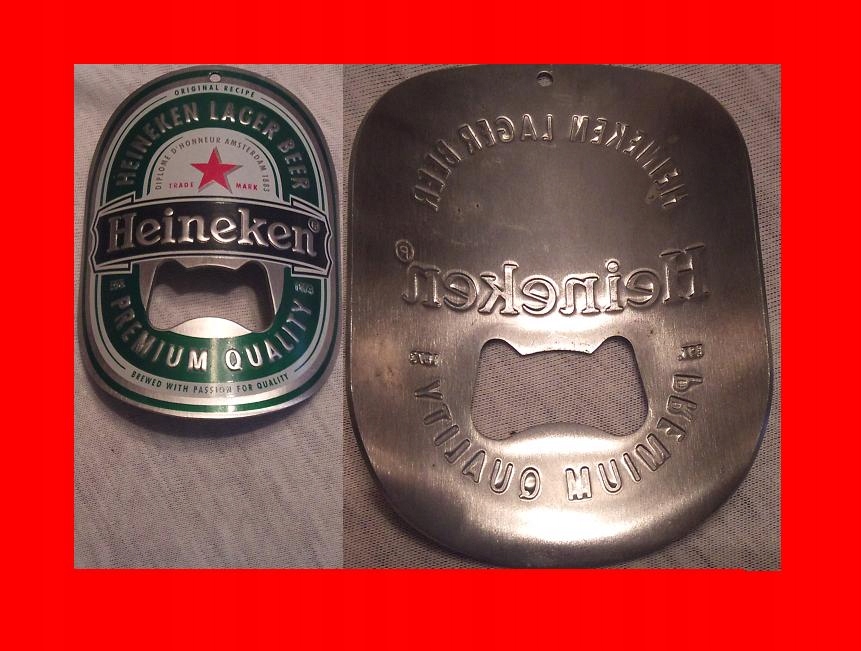 ORIGINAL RECIPE
HEINEKEN LAGER BEER
DIPLOME D'HONNEUR AMSTERDAM 1883
TRADE MARK
Heineken®
PREMIUM QUALITY
BREWED WITH PASSION FOR QUALITY
HEINEKEN LAGER BEER
Heineken®
PREMIUM QUALITY